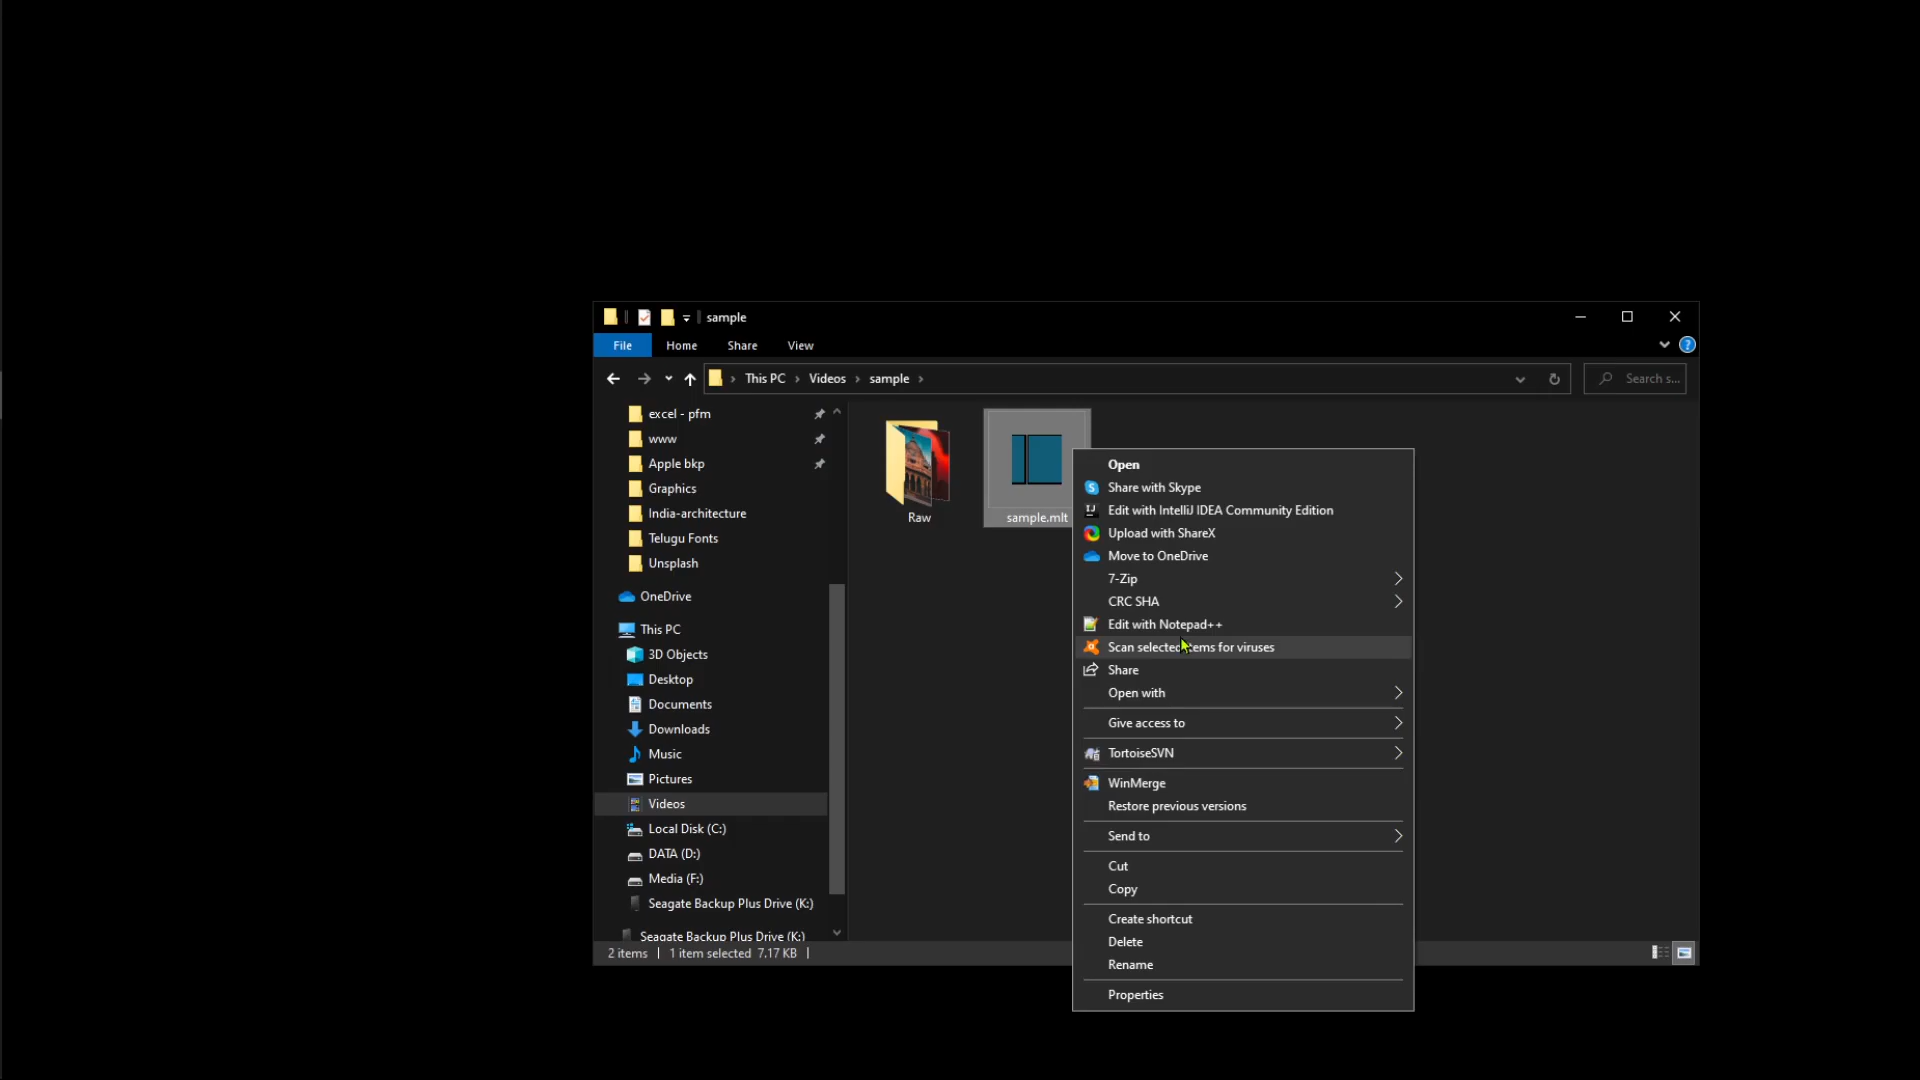 sample
File Home Share View
This PC Videos sample
Search s...
excel - pfm
www
Apple bkp
Graphics
India-architecture
Telugu Fonts
Unsplash
OneDrive
This PC
3D Objects
Desktop
Documents
Downloads
Music
Pictures
Videos
Local Disk (C:)
DATA (D:)
Media (F:)
Seagate Backup Plus Drive (K:)
Seagate Backup Plus Drive (K:)
Raw
sample.mlt
Open
Share with Skype
Edit with IntelliJ IDEA Community Edition
Upload with ShareX
Move to OneDrive
7-Zip
CRC SHA
Edit with Notepad++
Scan selected items for viruses
Share
Open with
Give access to
TortoiseSVN
WinMerge
Restore previous versions
Send to
Cut
Copy
Create shortcut
Delete
Rename
Properties
2 items 1 item selected 7.17 KB